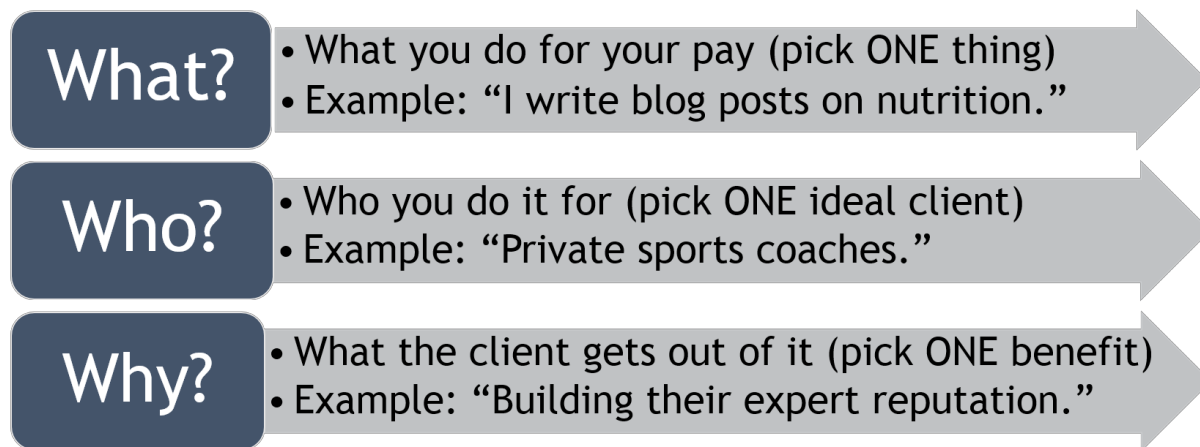 What?
• What you do for your pay (pick ONE thing)
• Example: “I write blog posts on nutrition.”
Who?
• Who you do it for (pick ONE ideal client)
• Example: “Private sports coaches.”
Why?
• What the client gets out of it (pick ONE benefit)
• Example: “Building their expert reputation.”